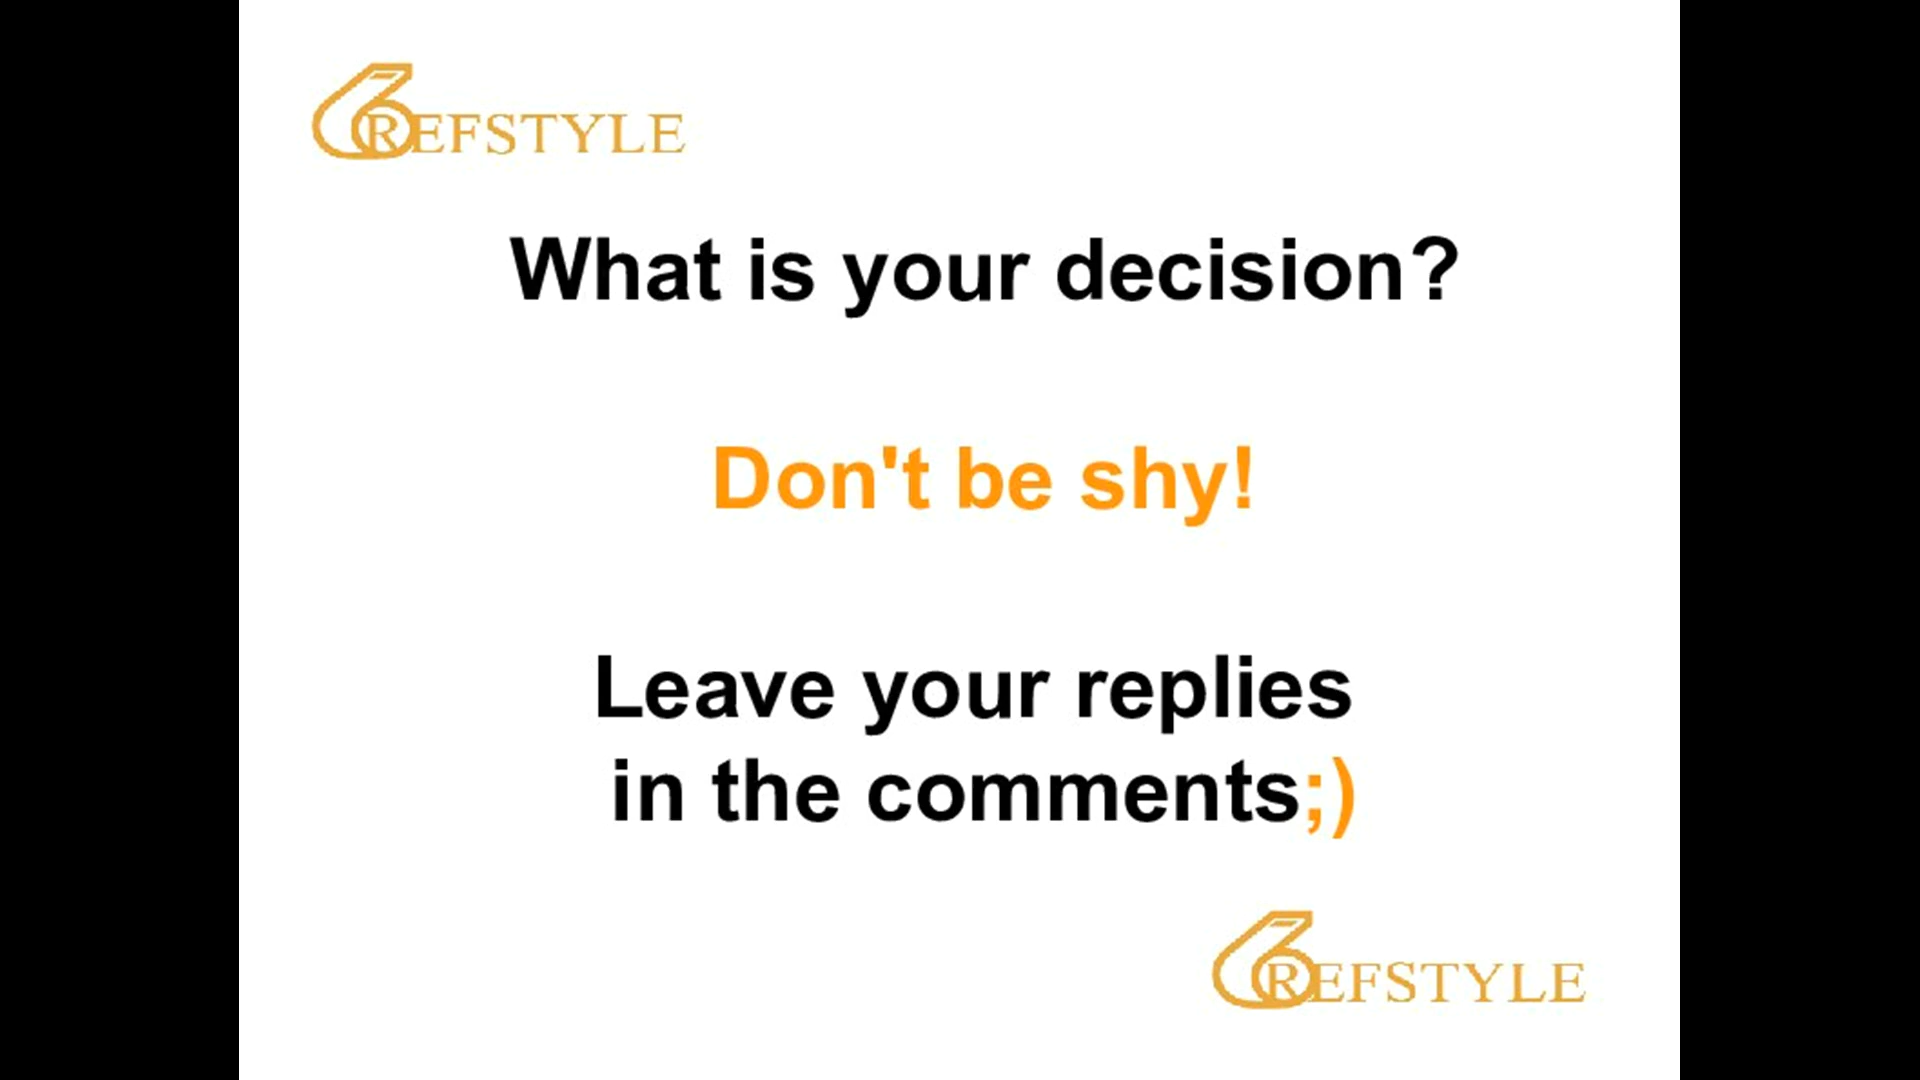 REFSTYLE
What is your decision?
Don't be shy!
Leave your replies
in the comments;)
REFSTYLE